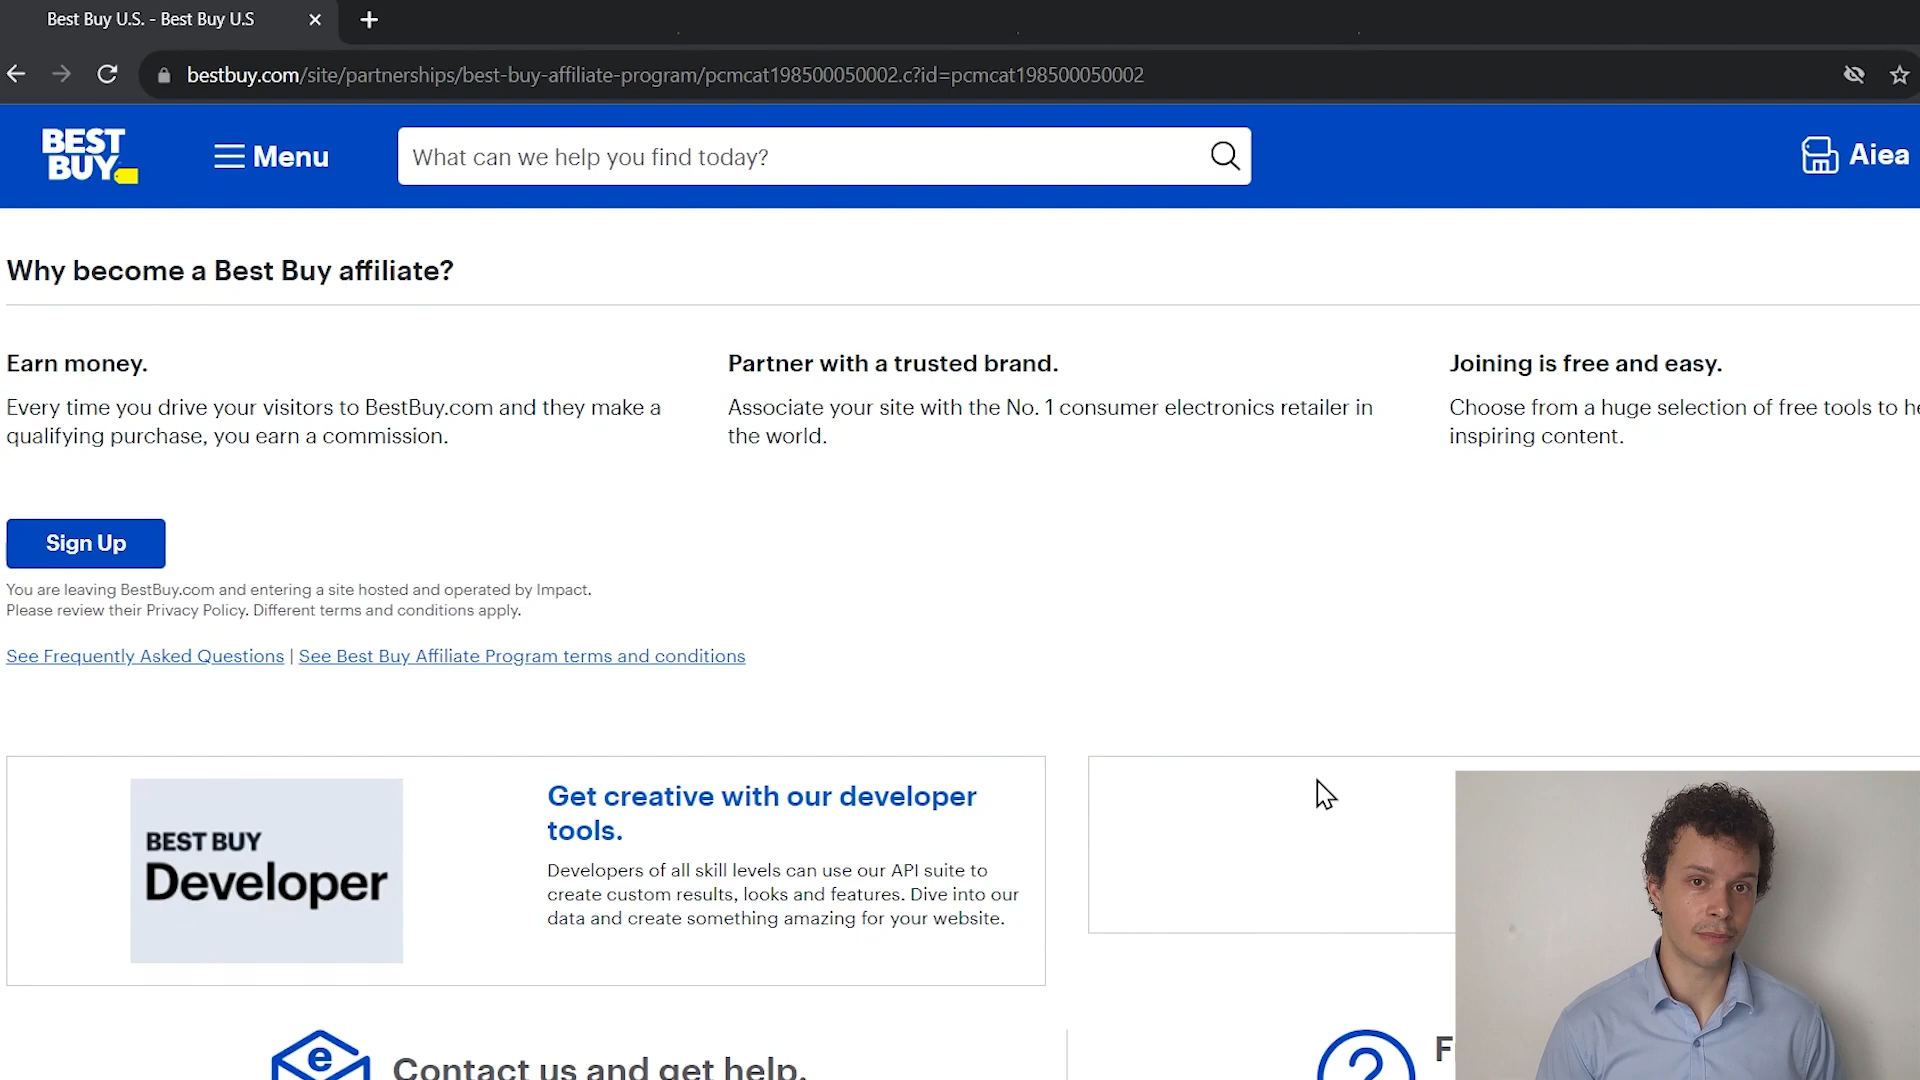 Best Buy U.S. - Best Buy U.S
bestbuy.com/site/partnerships/best-buy-affiliate-program/pcmcat198500050002.c?id=pcmcat198500050002
BEST
BUY
Menu
What can we help you find today?
Aiea
Why become a Best Buy affiliate?
Earn money.
Every time you drive your visitors to BestBuy.com and they make a
qualifying purchase, you earn a commission.
Partner with a trusted brand.
Associate your site with the No. 1 consumer electronics retailer in
the world.
Joining is free and easy.
Choose from a huge selection of free tools to
inspiring content.
Sign Up
You are leaving BestBuy.com and entering a site hosted and operated by Impact.
Please review their Privacy Policy. Different terms and conditions apply.
See Frequently Asked Questions | See Best Buy Affiliate Program terms and conditions
BEST BUY
Developer
Get creative with our developer
tools.
Developers of all skill levels can use our API suite to
create custom results, looks and features. Dive into our
data and create something amazing for your website.
e
Contact us and get help.
?
F